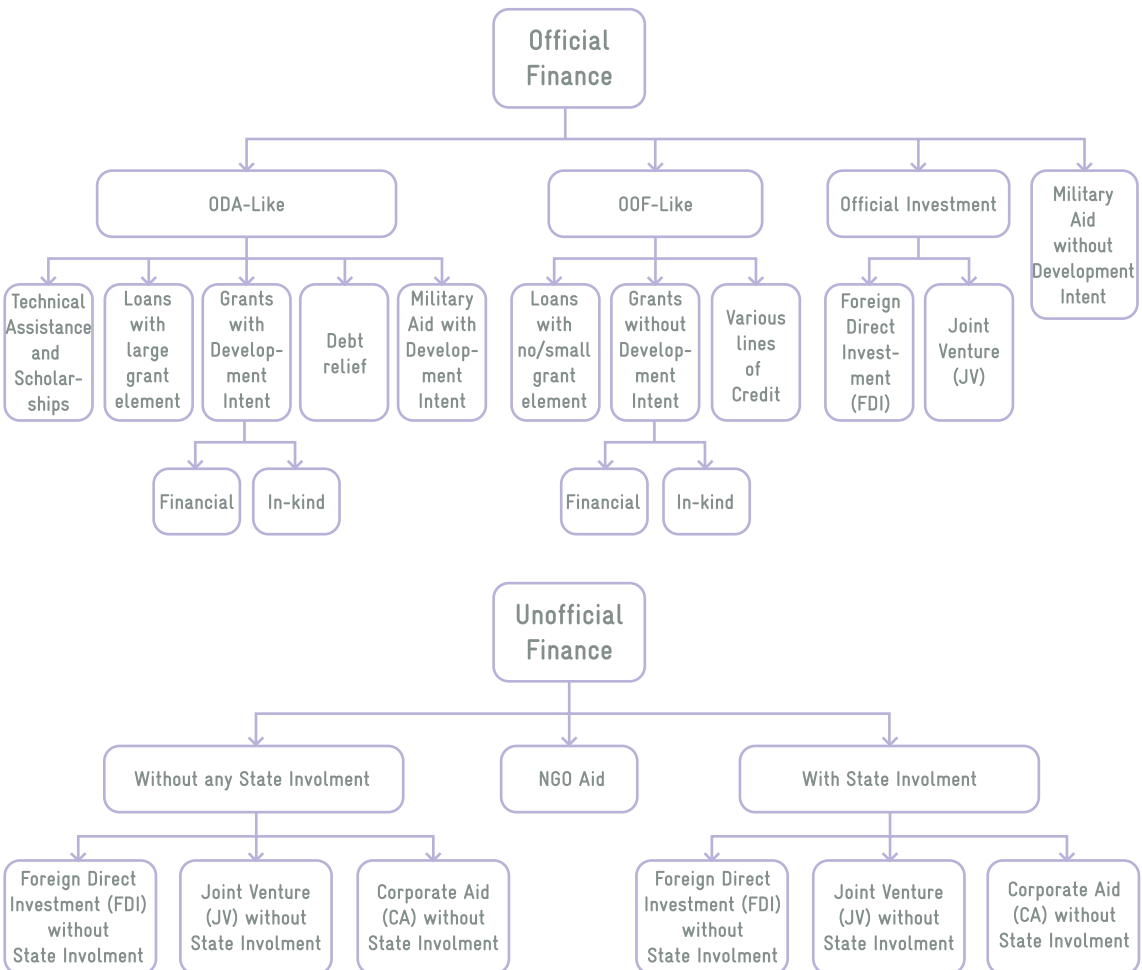 Official
Finance
ODA-Like
OOF-Like
Official Investment
Military
Aid
without
Development
Intent
Technical
Assistance
and
Scholar-
ships
Loans
with
large
grant
element
Grants
with
Develop-
ment
Intent
Debt
relief
Military
Aid with
Develop-
ment
Intent
Loans
with
no/small
grant
element
Grants
without
Develop-
ment
Intent
Various
lines
of
Credit
Foreign
Direct
Invest-
ment
(FDI)
Joint
Venture
(JV)
Financial
In-kind
Financial
In-kind
Unofficial
Finance
Without any State Involment
NGO Aid
With State Involment
Foreign Direct
Investment (FDI)
without
State Involment
Joint Venture
(JV) without
State Involment
Corporate Aid
(CA) without
State Involment
Foreign Direct
Investment (FDI)
without
State Involment
Joint Venture
(JV) without
State Involment
Corporate Aid
(CA) without
State Involment